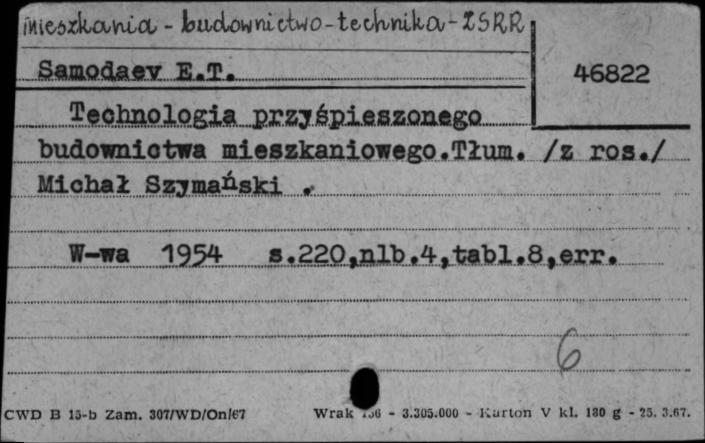 mieszkania - budownictwo - technika - ZSRR
Samodaev E.T.
46822
Technologia przyśpieszonego
budownictwa mieszkaniowego.Tłum. /z ros./
Michał Szymański .
W-wa 1954 s.220,nlb.4,tabl.8,err.
6
CWD B 15-b Zam. 307/WD/On/67 Wrak - 3.305.000 - Karton V kl. 180 g - 25. 3.67.